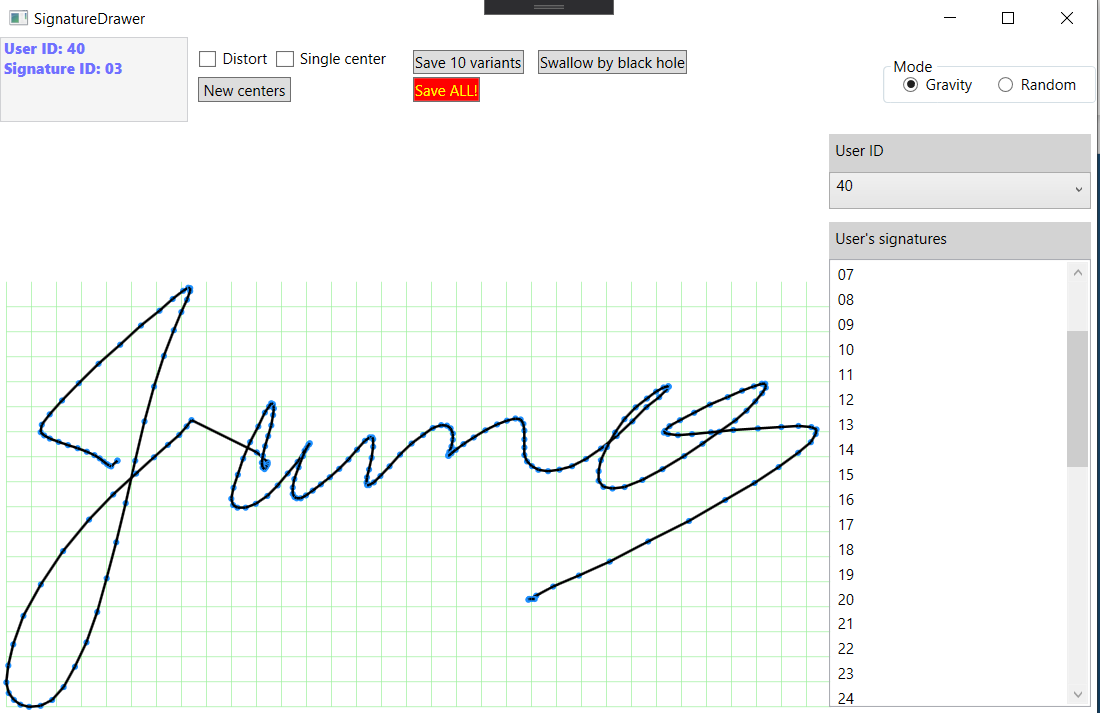 SignatureDrawer
User ID: 40
Signature ID: 03
Distort
Single center
New centers
Save 10 variants
Swallow by black hole
Save ALL!
Mode
Gravity
Random
User ID
40
User's signatures
07
08
09
10
11
12
13
14
15
16
17
18
19
20
21
22
23
24